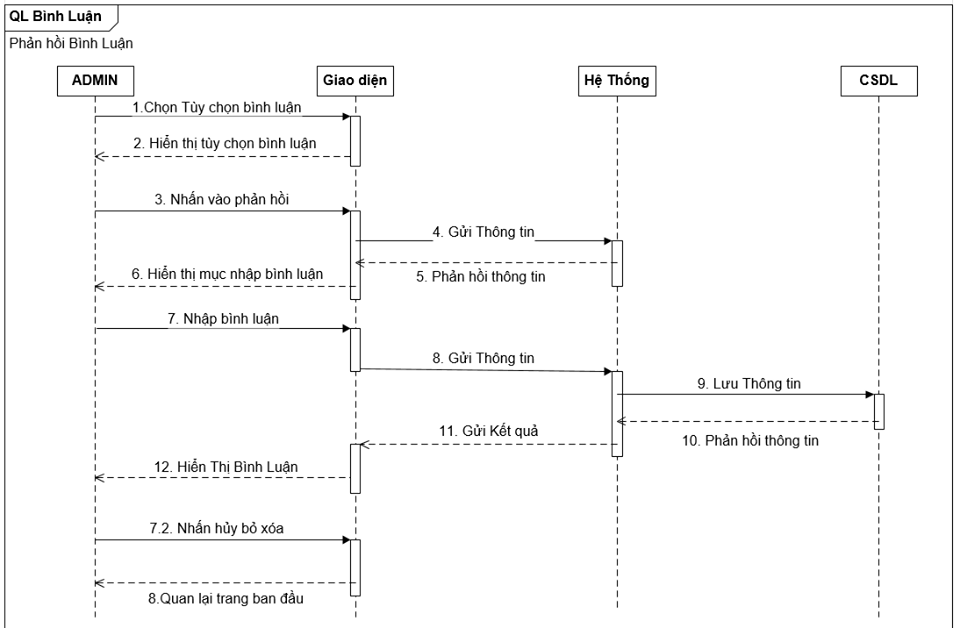 QL Bình Luận
Phản hồi Bình Luận
ADMIN
Giao diện
Hệ Thống
CSDL
1.Chọn Tùy chọn bình luận
2. Hiển thị tùy chọn bình luận
3. Nhấn vào phản hồi
4. Gửi Thông tin
5. Phản hồi thông tin
6. Hiển thị mục nhập bình luận
7. Nhập bình luận
8. Gửi Thông tin
9. Lưu Thông tin
10. Phản hồi thông tin
11. Gửi Kết quả
12. Hiển Thị Bình Luận
7.2. Nhấn hủy bỏ xóa
8.Quan lại trang ban đầu